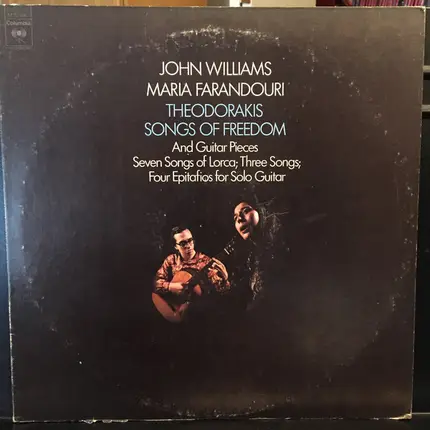 Columbia
JOHN WILLIAMS
MARIA FARANDOURI
THEODORAKIS
SONGS OF FREEDOM
And Guitar Pieces
Seven Songs of Lorca; Three Songs;
Four Epitafios for Solo Guitar